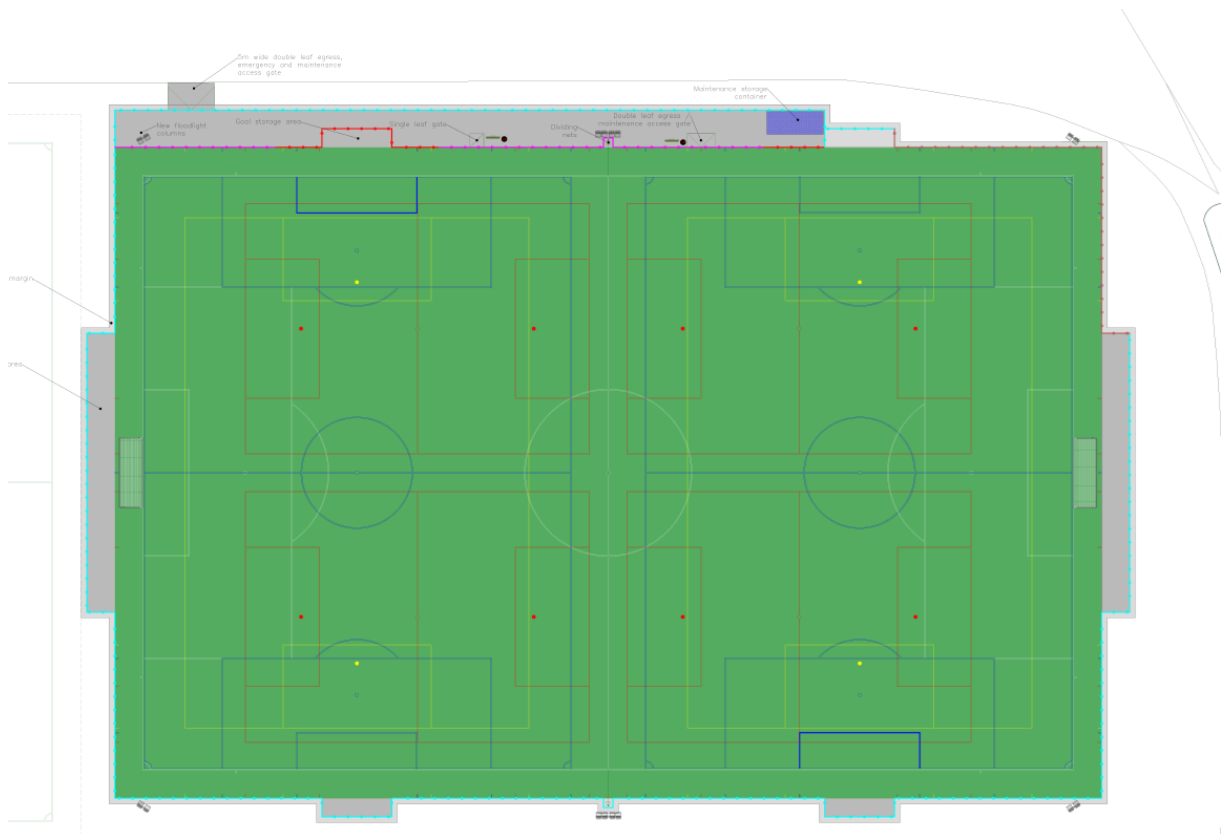 5m wide double leaf egress,
emergency and maintenance
access gate
Maintenance storage
container
New floodlight
columns
Goal storage area
Single leaf gate
Dividing
nets
Double leaf egress /
maintenance access gate
margin
area